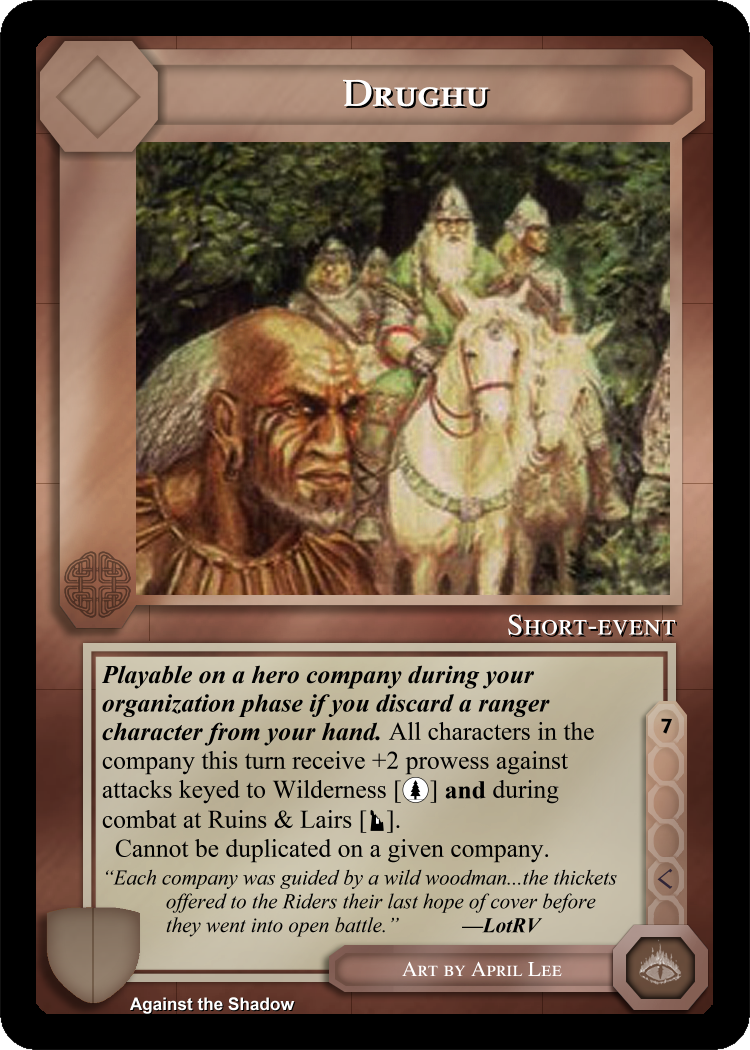 Drughu
Short-event
Playable on a hero company during your
organization phase if you discard a ranger
character from your hand. All characters in the
company this turn receive +2 prowess against
attacks keyed to Wilderness [ ] and during
combat at Ruins & Lairs [ ].
Cannot be duplicated on a given company.
7
“Each company was guided by a wild woodman...the thickets
offered to the Riders their last hope of cover before
they went into open battle.” —LotRV
Art by April Lee
Against the Shadow